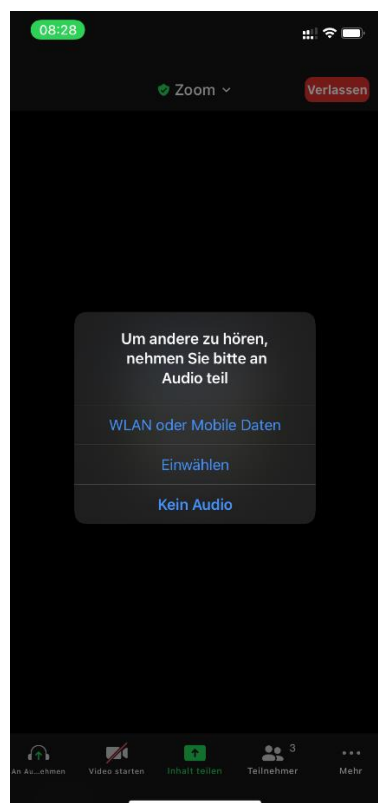 08:28
Zoom
Verlassen
Um andere zu hören,
nehmen Sie bitte an
Audio teil
WLAN oder Mobile Daten
Einwählen
Kein Audio
3
An Au...ehmen
Video starten
Inhalt teilen
Teilnehmer
Mehr